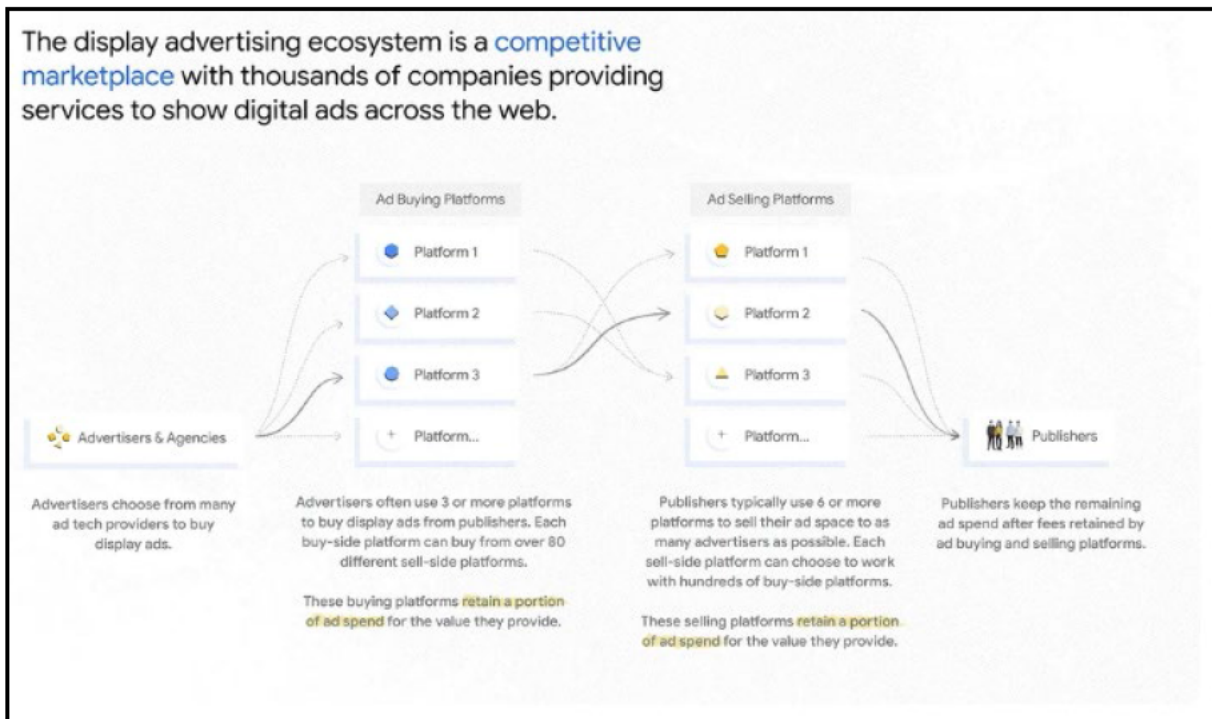 The display advertising ecosystem is a competitive
marketplace with thousands of companies providing
services to show digital ads across the web.
Ad Buying Platforms
Platform 1
Platform 2
Platform 3
Platform...
Ad Selling Platforms
Platform 1
Platform 2
Platform 3
Platform...
Advertisers & Agencies
Publishers
Advertisers choose from many
ad tech providers to buy
display ads.
Advertisers often use 3 or more platforms
to buy display ads from publishers. Each
buy-side platform can buy from over 80
different sell-side platforms.
These buying platforms retain a portion
of ad spend for the value they provide.
Publishers typically use 6 or more
platforms to sell their ad space to as
many advertisers as possible. Each
sell-side platform can choose to work
with hundreds of buy-side platforms.
These selling platforms retain a portion
of ad spend for the value they provide.
Publishers keep the remaining
ad spend after fees retained by
ad buying and selling platforms.